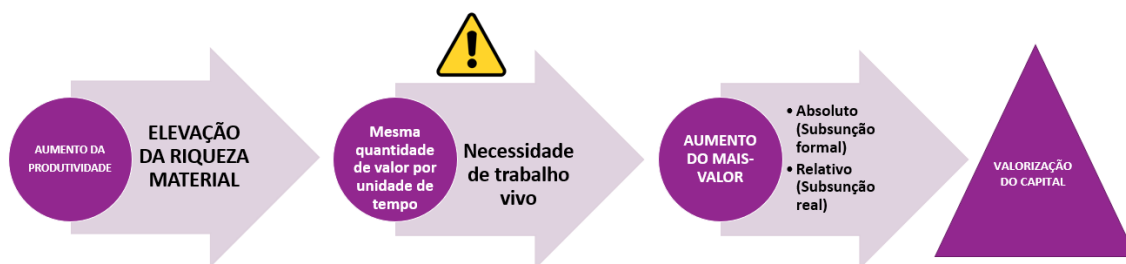 AUMENTO DA
PRODUTIVIDADE
ELEVAÇÃO
DA RIQUEZA
MATERIAL
Mesma
quantidade
de valor por
unidade de
tempo
Necessidade
de trabalho
vivo
AUMENTO
DO MAIS-
VALOR
• Absoluto
(Subsunção
formal)
• Relativo
(Subsunção
real)
VALORIZAÇÃO
DO CAPITAL